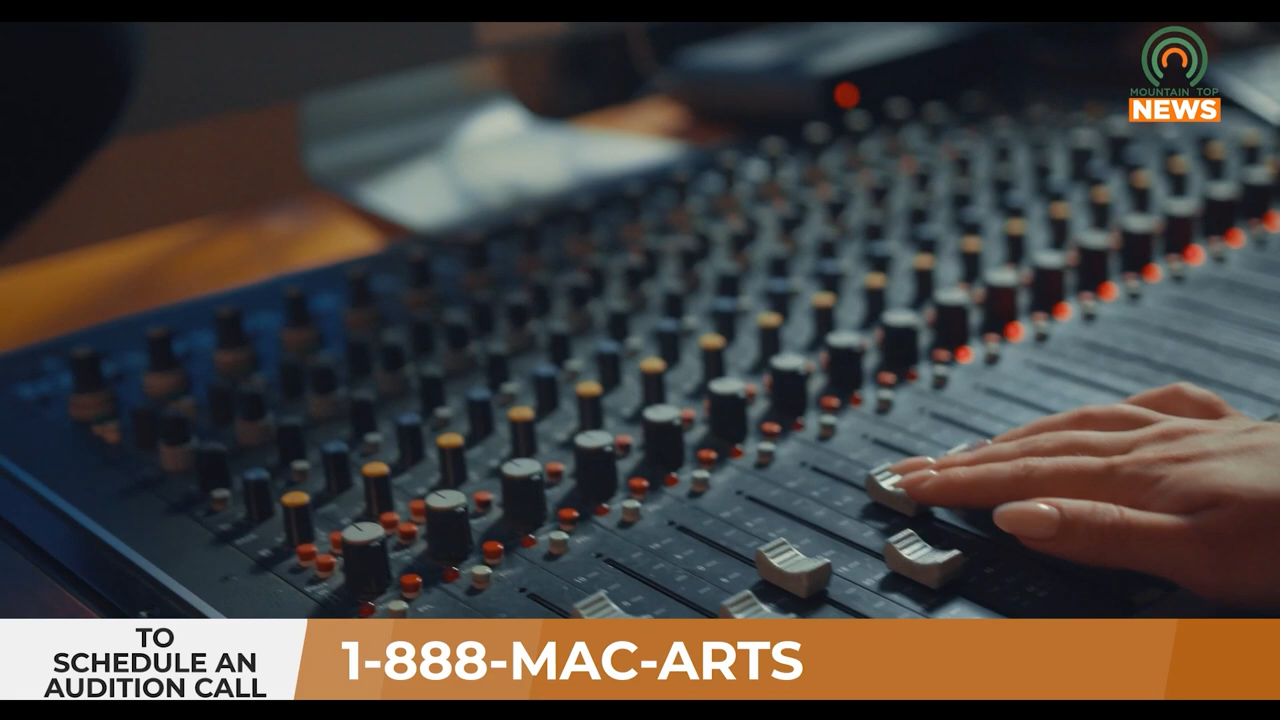 MOUNTAIN TOP
NEWS
TO
SCHEDULE AN
AUDITION CALL
1-888-MAC-ARTS